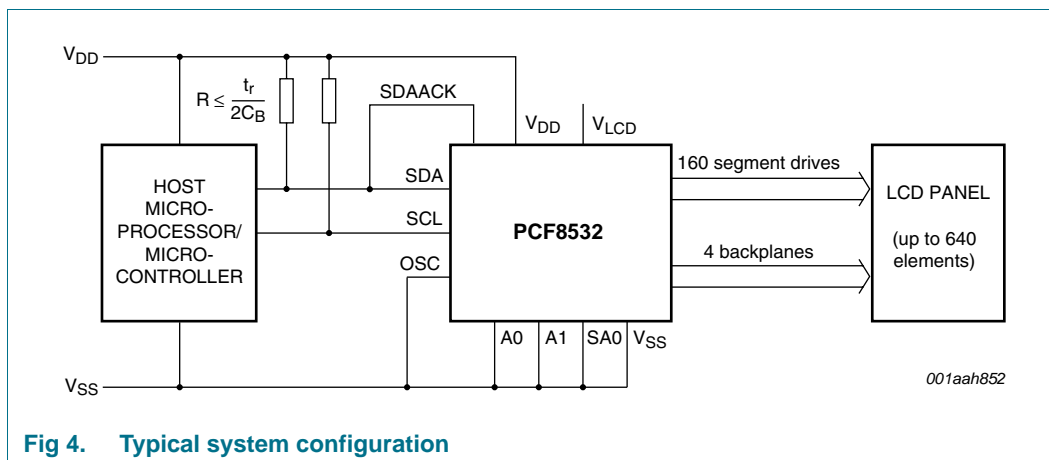 VDD
R ≤ tr
2CB
SDAACK
VDD
VLCD
HOST
MICRO-
PROCESSOR/
MICRO-
CONTROLLER
SDA
SCL
OSC
PCF8532
160 segment drives
4 backplanes
LCD PANEL
(up to 640
elements)
A0
A1
SA0
VSS
VSS
001aah852
Fig 4. Typical system configuration